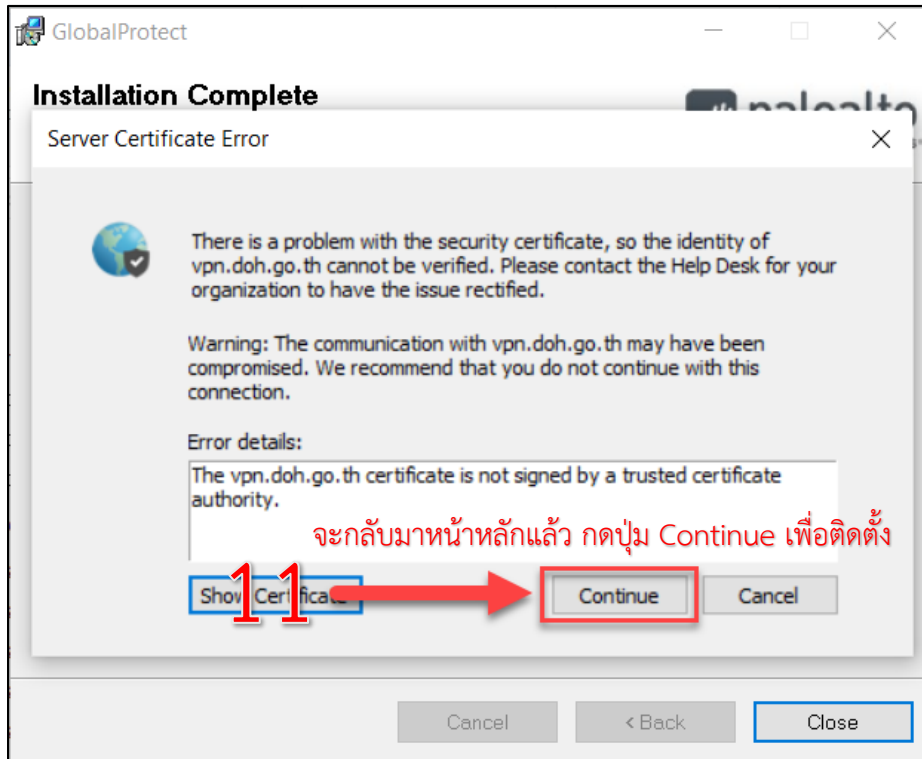 GlobalProtect
Installation Complete
paloalto
Server Certificate Error
There is a problem with the security certificate, so the identity of
vpn.doh.go.th cannot be verified. Please contact the Help Desk for your
organization to have the issue rectified.
Warning: The communication with vpn.doh.go.th may have been
compromised. We recommend that you do not continue with this
connection.
Error details:
The vpn.doh.go.th certificate is not signed by a trusted certificate
authority.
จะกลับมาหน้าหลักแล้ว กดปุ่ม Continue เพื่อติดตั้ง
Show Certificate
11
Continue
Cancel
Cancel
< Back
Close